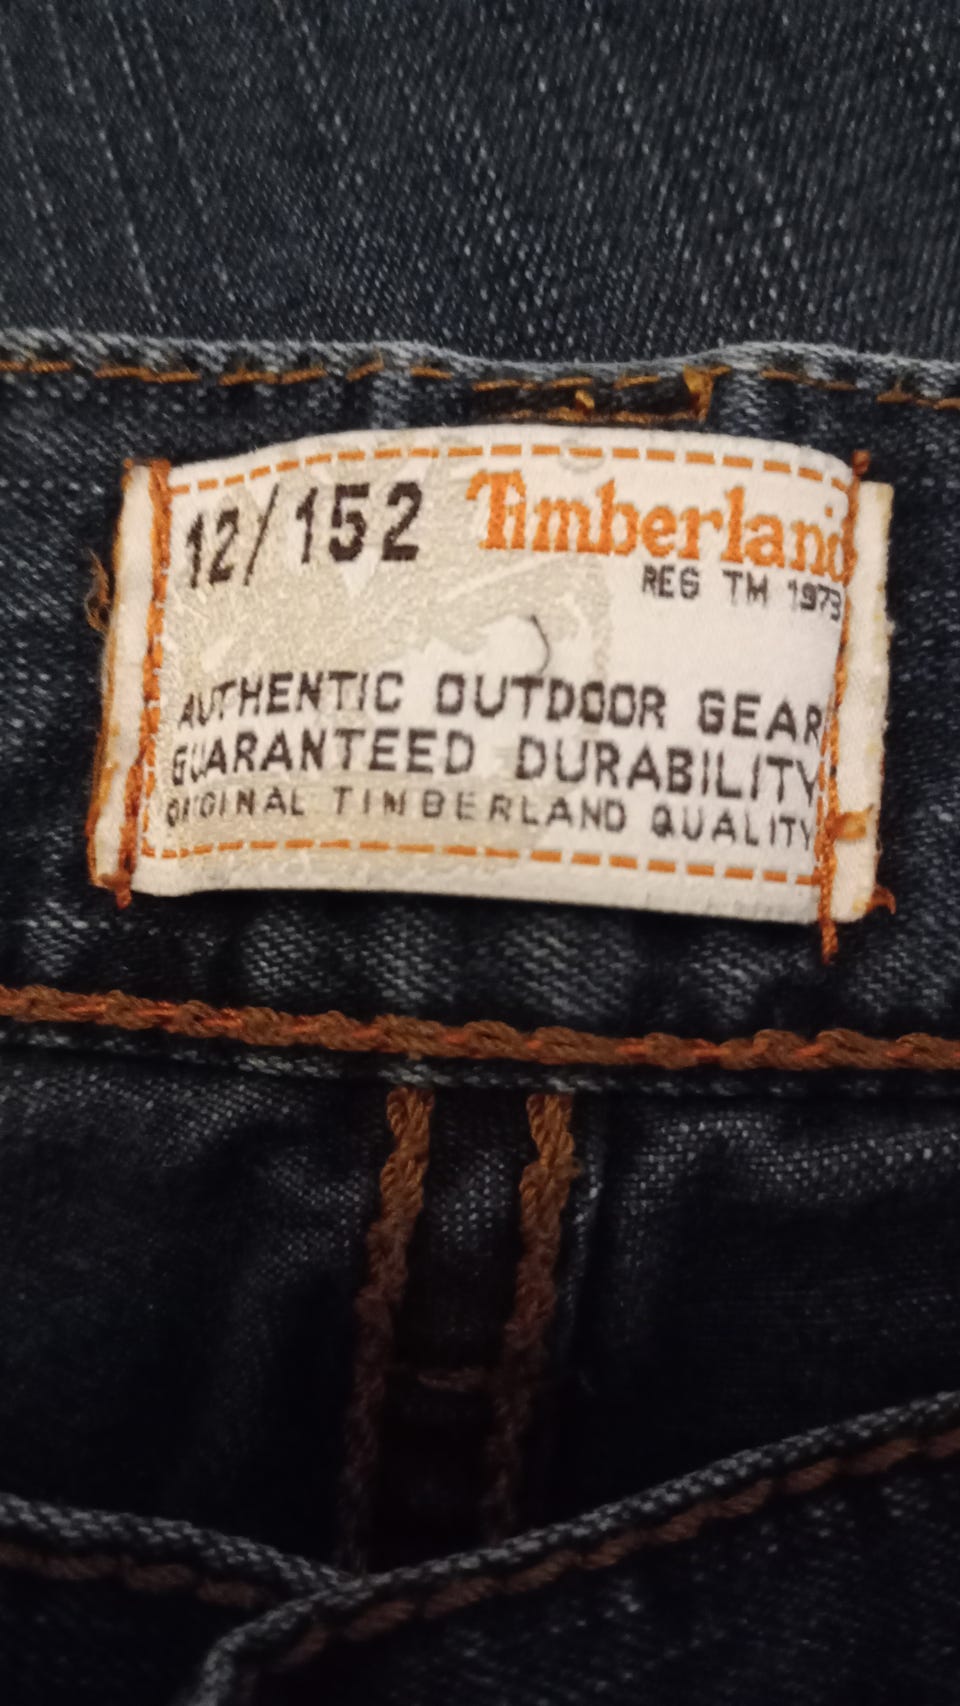 12/152 Timberland
REG TM 1973
AUTHENTIC OUTDOOR GEAR
GUARANTEED DURABILITY
ORIGINAL TIMBERLAND QUALITY